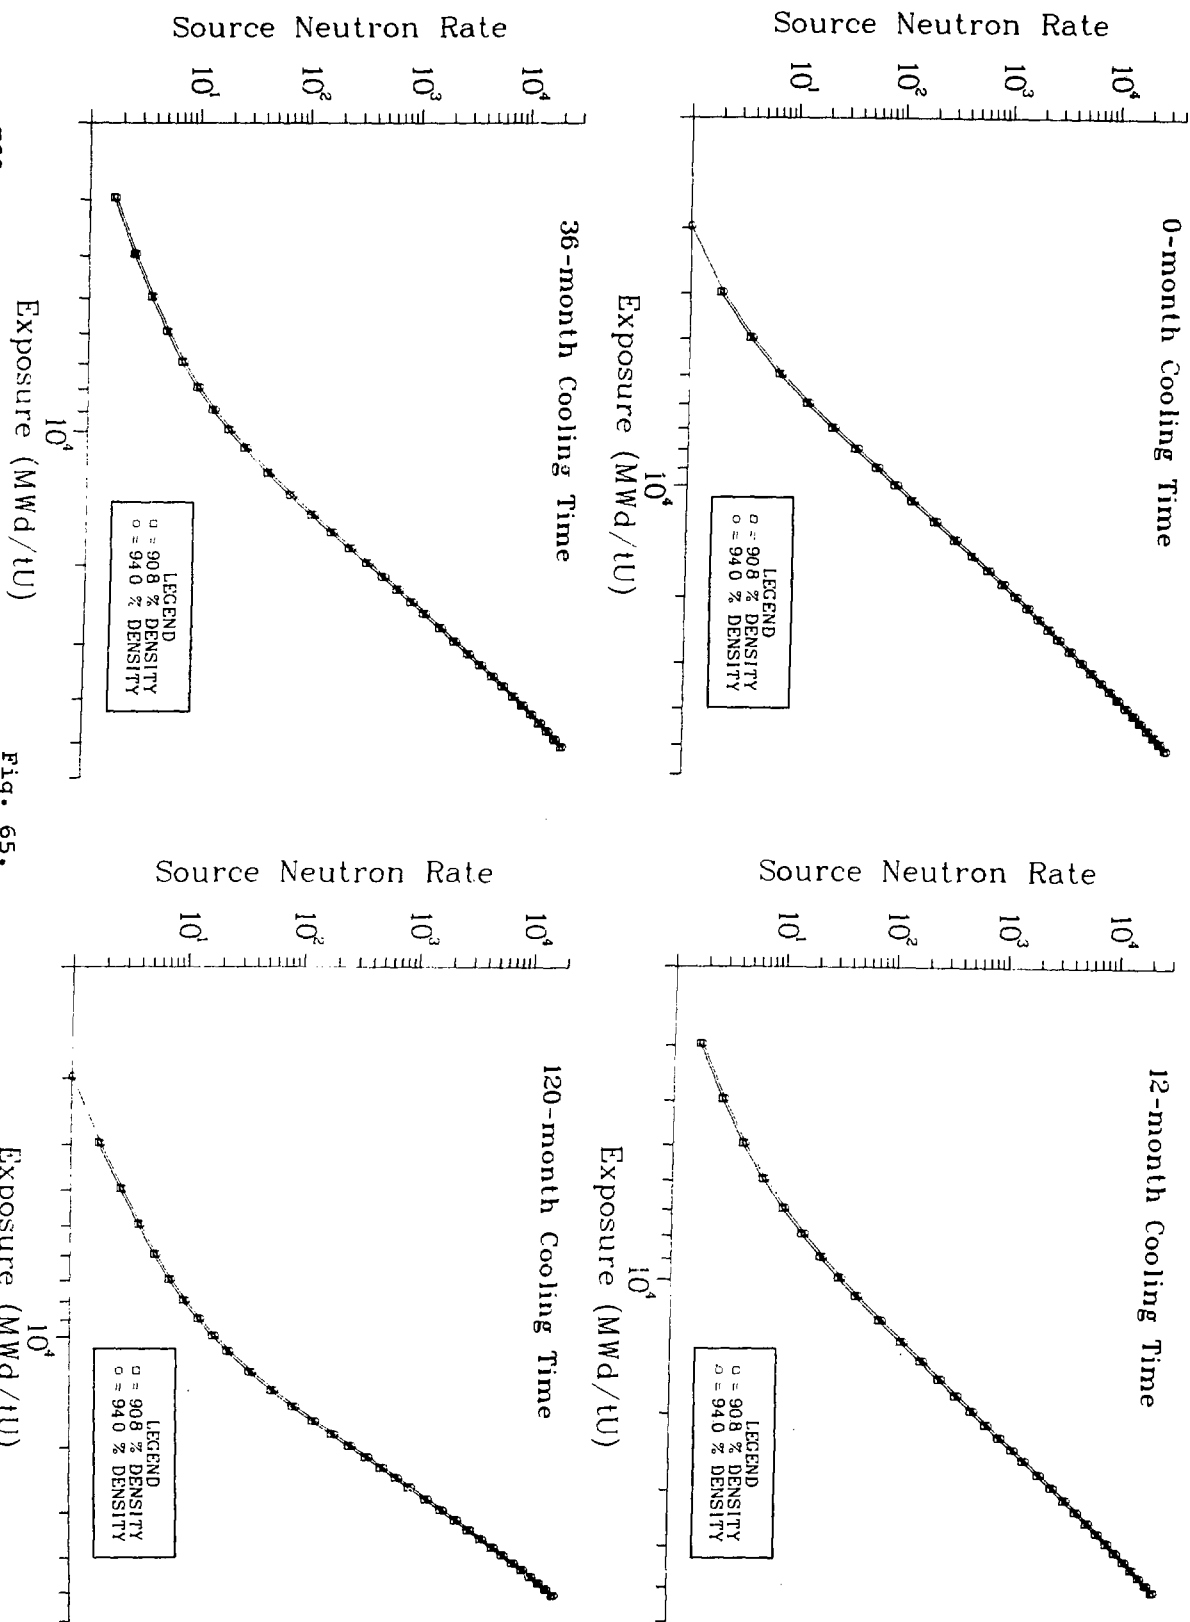 0-month Cooling Time
Source Neutron Rate
10⁴
10³
10²
10¹
10⁴
Exposure (MWd/tU)
LEGEND
□ = 90.8 % DENSITY
○ = 94.0 % DENSITY
12-month Cooling Time
Source Neutron Rate
10⁴
10³
10²
10¹
10⁴
Exposure (MWd/tU)
LEGEND
□ = 90.8 % DENSITY
○ = 94.0 % DENSITY
36-month Cooling Time
Source Neutron Rate
10⁴
10³
10²
10¹
10⁴
Exposure (MWd/tU)
LEGEND
□ = 90.8 % DENSITY
○ = 94.0 % DENSITY
120-month Cooling Time
Source Neutron Rate
10⁴
10³
10²
10¹
10⁴
Exposure (MWd/tU)
LEGEND
□ = 90.8 % DENSITY
○ = 94.0 % DENSITY
Fig. 65.